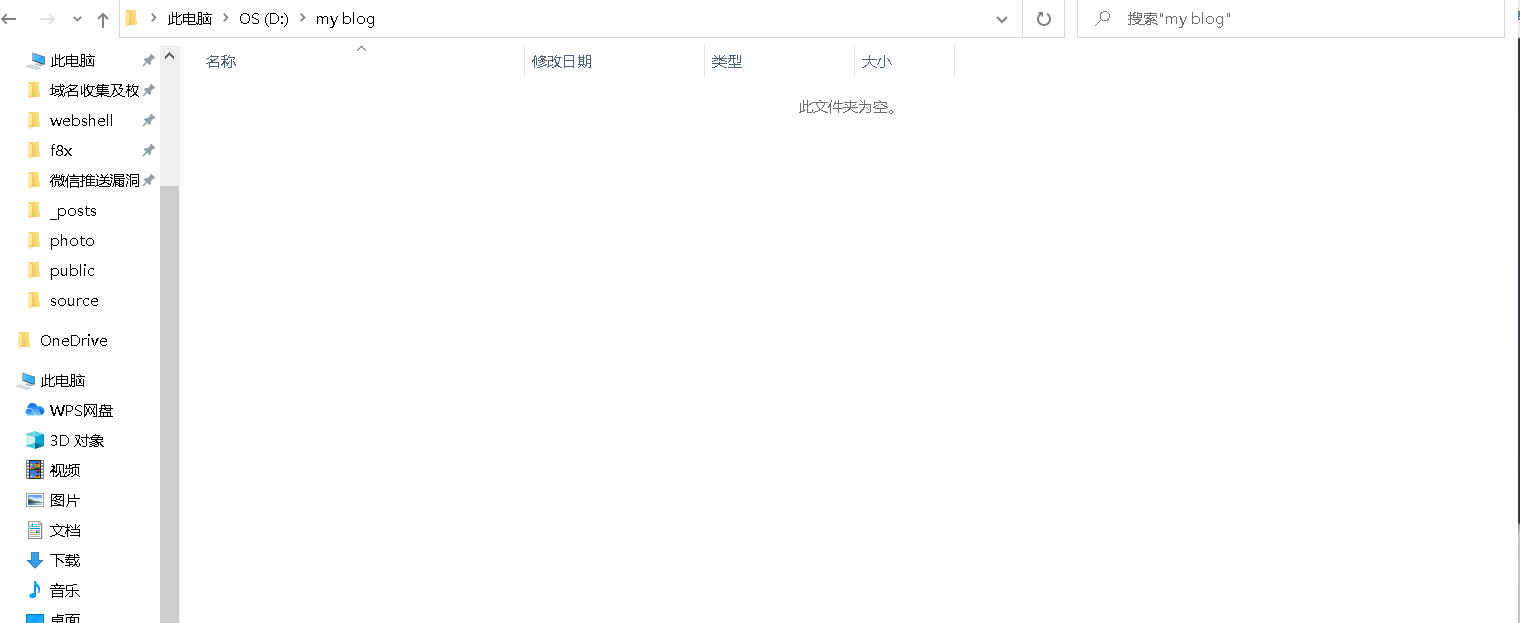 此电脑 OS (D:) my blog
搜索"my blog"
名称 修改日期 类型 大小
此文件夹为空。
此电脑
域名收集及枚
webshell
f8x
微信推送漏洞
_posts
photo
public
source
OneDrive
此电脑
WPS网盘
3D 对象
视频
图片
文档
下载
音乐
桌面